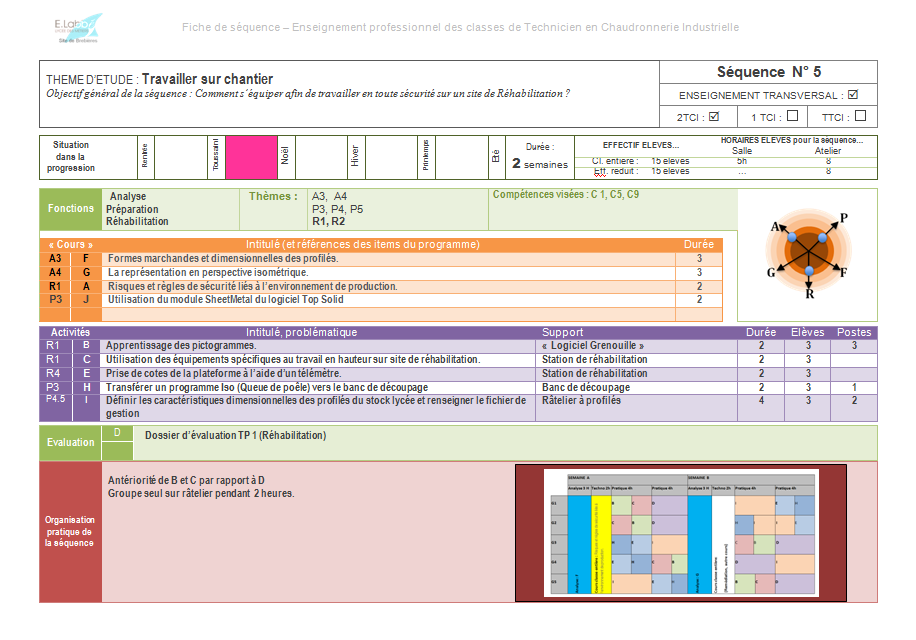 E.Lab
Site de Bombières
Fiche de séquence – Enseignement professionnel des classes de Technicien en Chaudronnerie Industrielle
THEME D'ETUDE : Travailler sur chantier
Objectif général de la séquence : Comment s'équiper afin de travailler en toute sécurité sur un site de Réhabilitation ?
Séquence N° 5
ENSEIGNEMENT TRANSVERSAL : ☑
2TCI : ☑ 1 TCI : ☐ TTCI : ☐
Situation dans la progression
Rentrée
Toussaint
Noël
Hiver
Printemps
Eté
Durée :
2 semaines
EFFECTIF ELEVES… HORAIRES ELEVES pour la séquence…
Salle Atelier
Cl. entière : 15 élèves 5h 8
Eff. réduit : 15 élèves … 8
Fonctions
Analyse
Préparation
Réhabilitation
Thèmes :
A3, A4
P3, P4, P5
R1, R2
Compétences visées : C 1, C5, C9
« Cours » Intitulé (et références des items du programme) Durée
A3 F Formes marchandes et dimensionnelles des profilés. 3
A4 G La représentation en perspective isométrique. 3
R1 A Risques et règles de sécurité liés à l'environnement de production. 2
P3 J Utilisation du module SheetMetal du logiciel Top Solid 2
A
P
G
F
R
Activités Intitulé, problématique Support Durée Elèves Postes
R1 B Apprentissage des pictogrammes. « Logiciel Grenouille » 2 3 3
R1 C Utilisation des équipements spécifiques au travail en hauteur sur site de réhabilitation. Station de réhabilitation 2 3
R4 E Prise de cotes de la plateforme à l'aide d'un télémètre. Station de réhabilitation 2 3
P3 H Transférer un programme Iso (Queue de poêle) vers le banc de découpage Banc de découpage 2 3 1
P4.5 I Définir les caractéristiques dimensionnelles des profilés du stock lycée et renseigner le fichier de Râtelier à profilés 4 3 2
gestion
Evaluation D Dossier d'évaluation TP 1 (Réhabilitation)
Organisation
pratique de
la séquence
Antériorité de B et C par rapport à D
Groupe seul sur râtelier pendant 2 heures.
SEMAINE A SEMAINE B